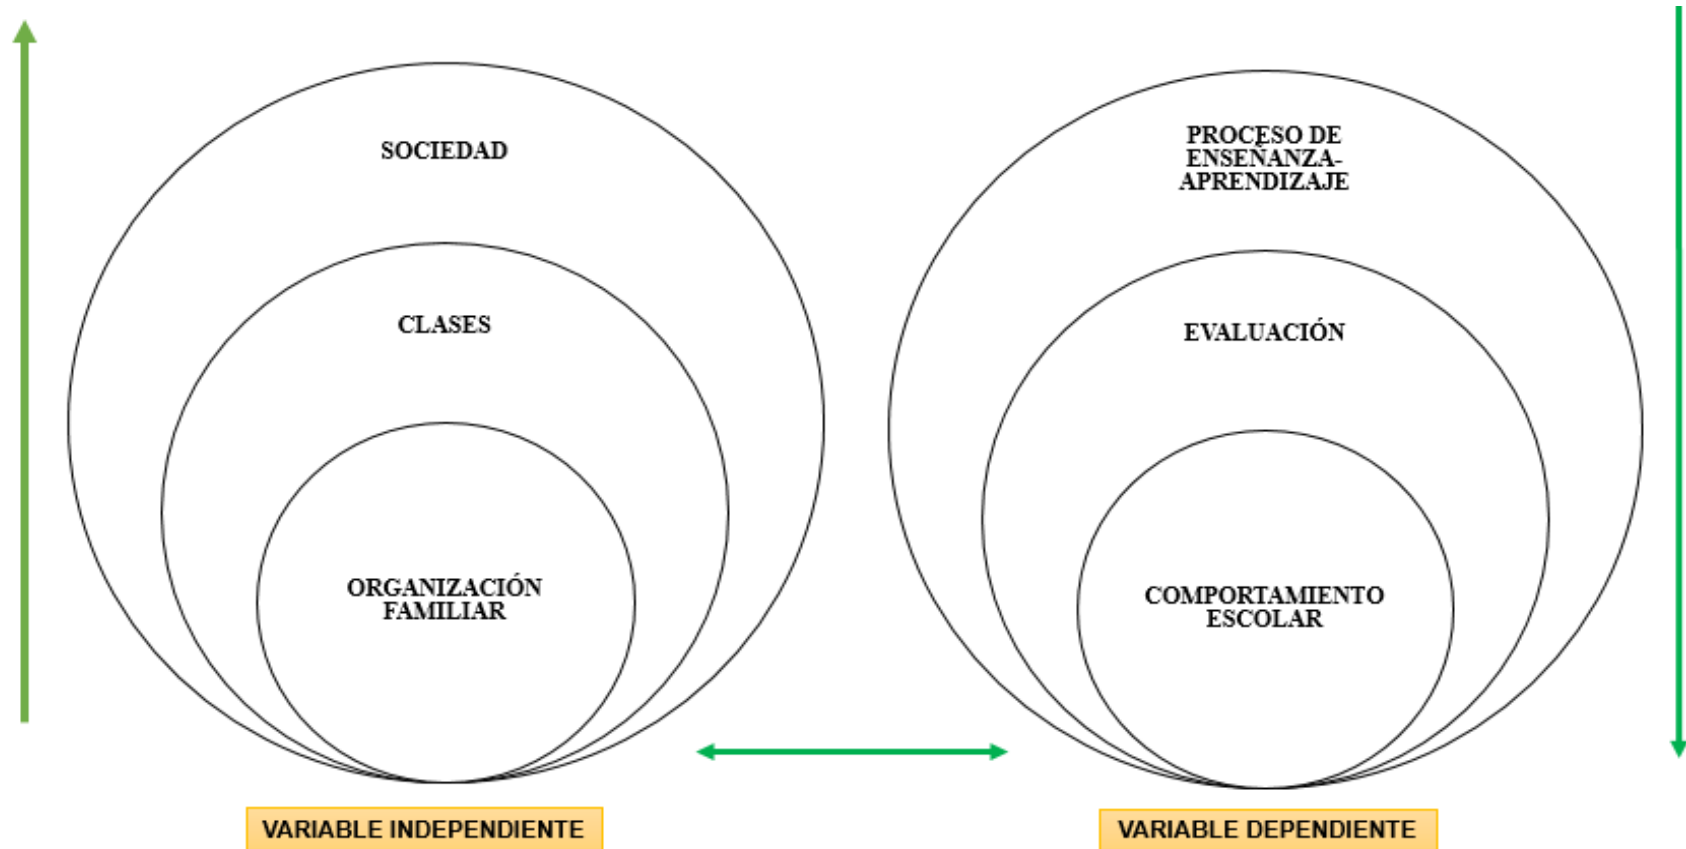 SOCIEDAD
CLASES
ORGANIZACIÓN
FAMILIAR
VARIABLE INDEPENDIENTE
PROCESO DE
ENSEÑANZA-
APRENDIZAJE
EVALUACIÓN
COMPORTAMIENTO
ESCOLAR
VARIABLE DEPENDIENTE